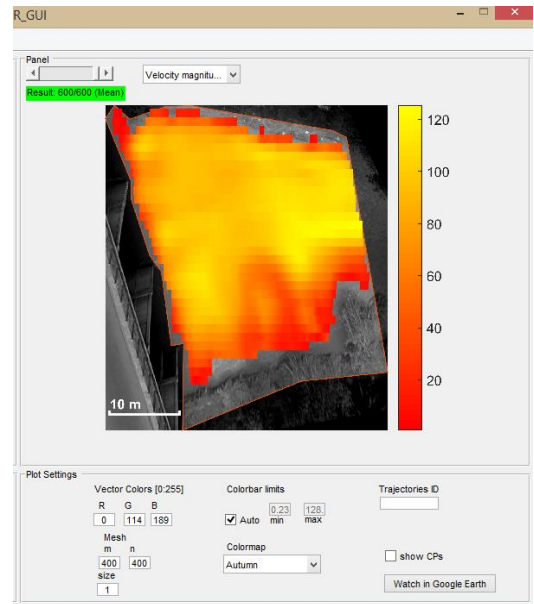 R_GUI
Panel
Velocity magnitu...
Result: 600/600 (Mean)
120
100
80
60
40
20
10 m
Plot Settings
Vector Colors [0:255]
R G B
0 114 189
Mesh
m n
400 400
size
1
Colorbar limits
0.23 128.
Auto min max
Colormap
Autumn
Trajectories ID
show CPs
Watch in Google Earth